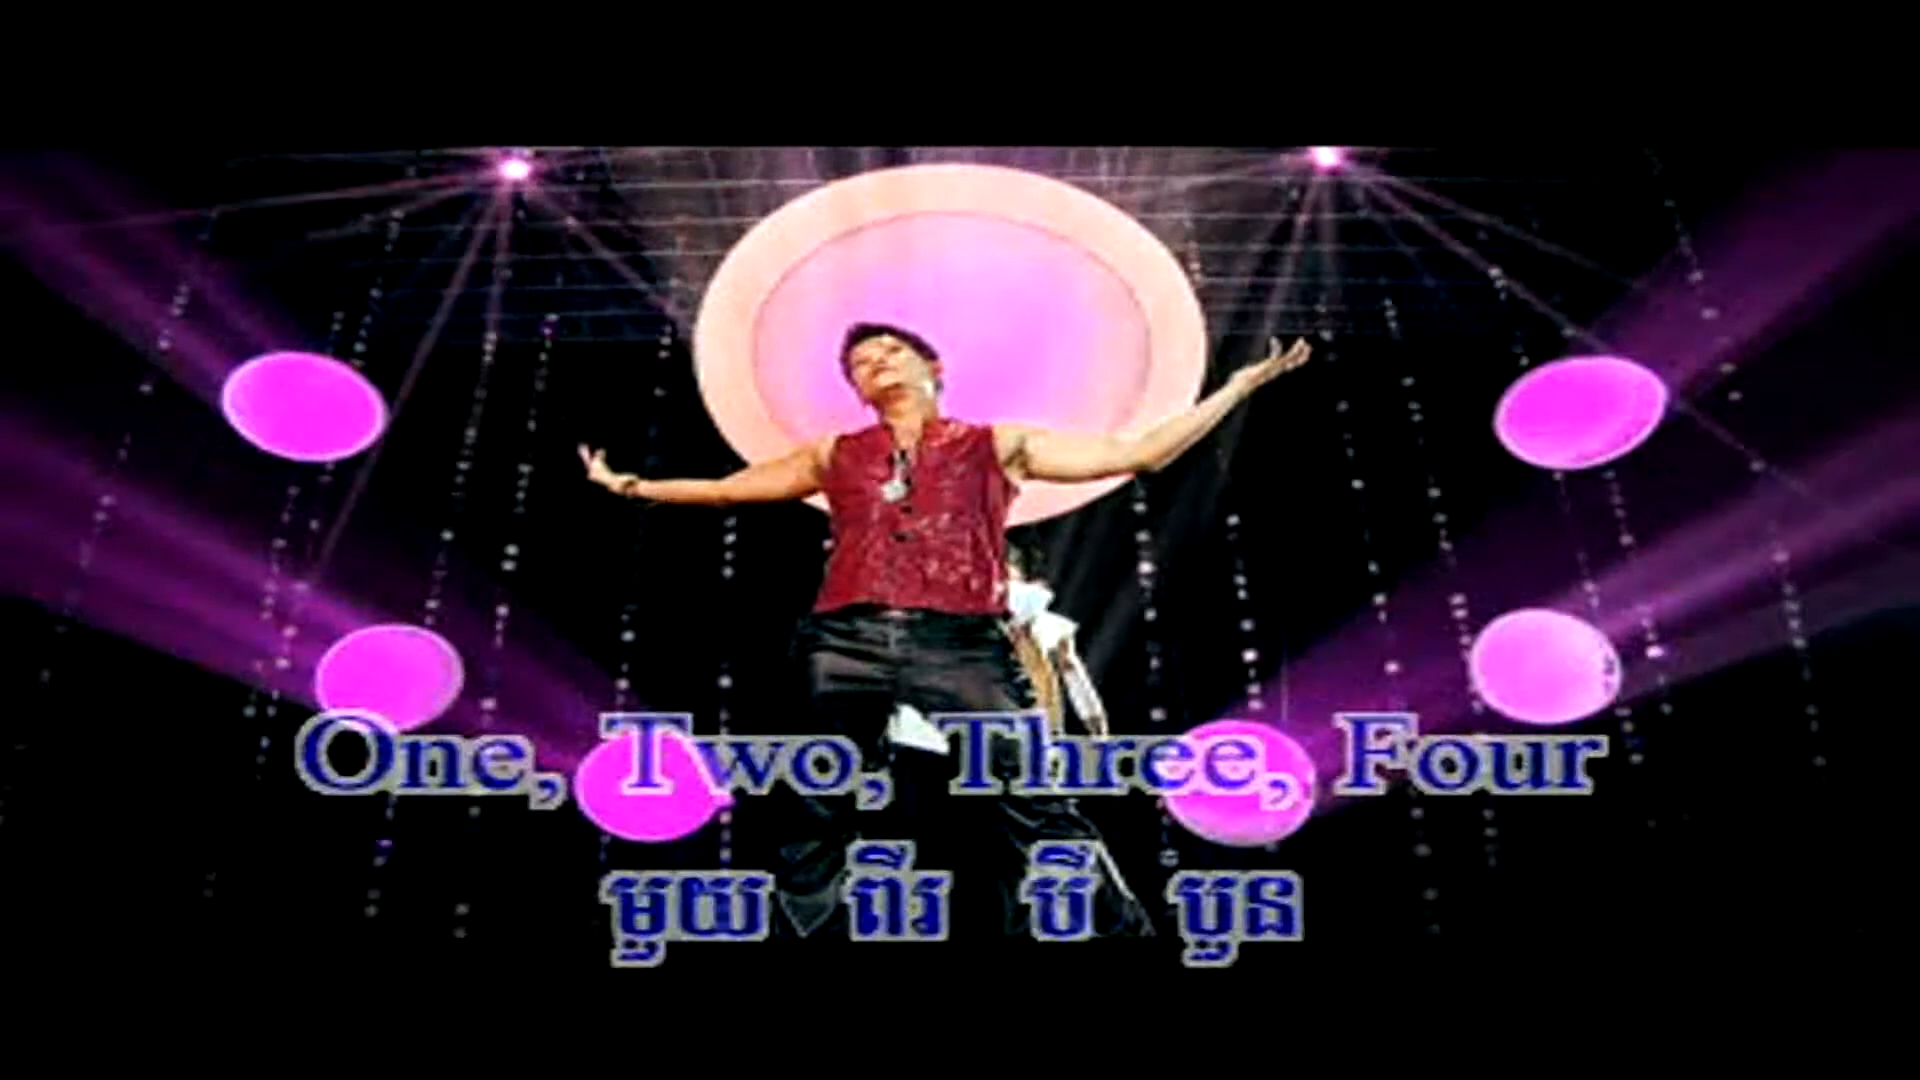 One, Two, Three, Four
មួយ ពីរ បី បួន